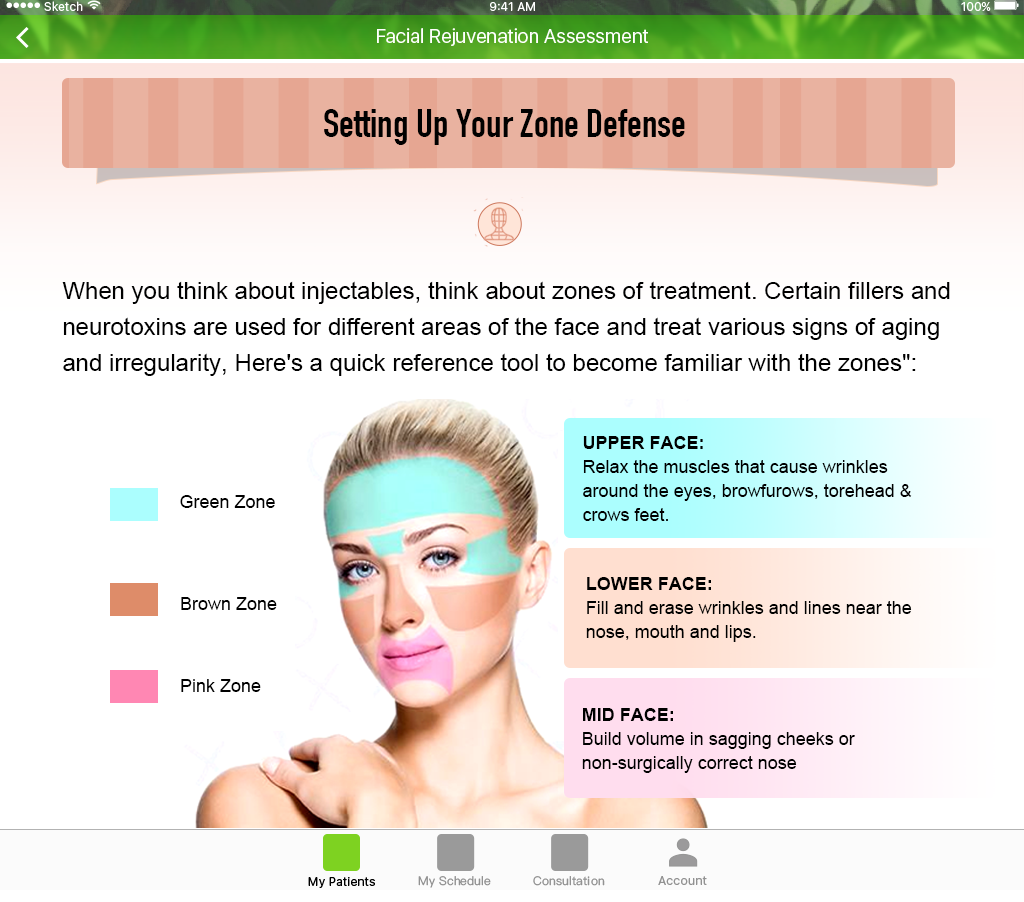 Sketch 9:41 AM 100%
Facial Rejuvenation Assessment
Setting Up Your Zone Defense
When you think about injectables, think about zones of treatment. Certain fillers and
neurotoxins are used for different areas of the face and treat various signs of aging
and irregularity, Here's a quick reference tool to become familiar with the zones":
Green Zone
Brown Zone
Pink Zone
UPPER FACE:
Relax the muscles that cause wrinkles
around the eyes, browfurows, torehead &
crows feet.
LOWER FACE:
Fill and erase wrinkles and lines near the
nose, mouth and lips.
MID FACE:
Build volume in sagging cheeks or
non-surgically correct nose
My Patients My Schedule Consultation Account